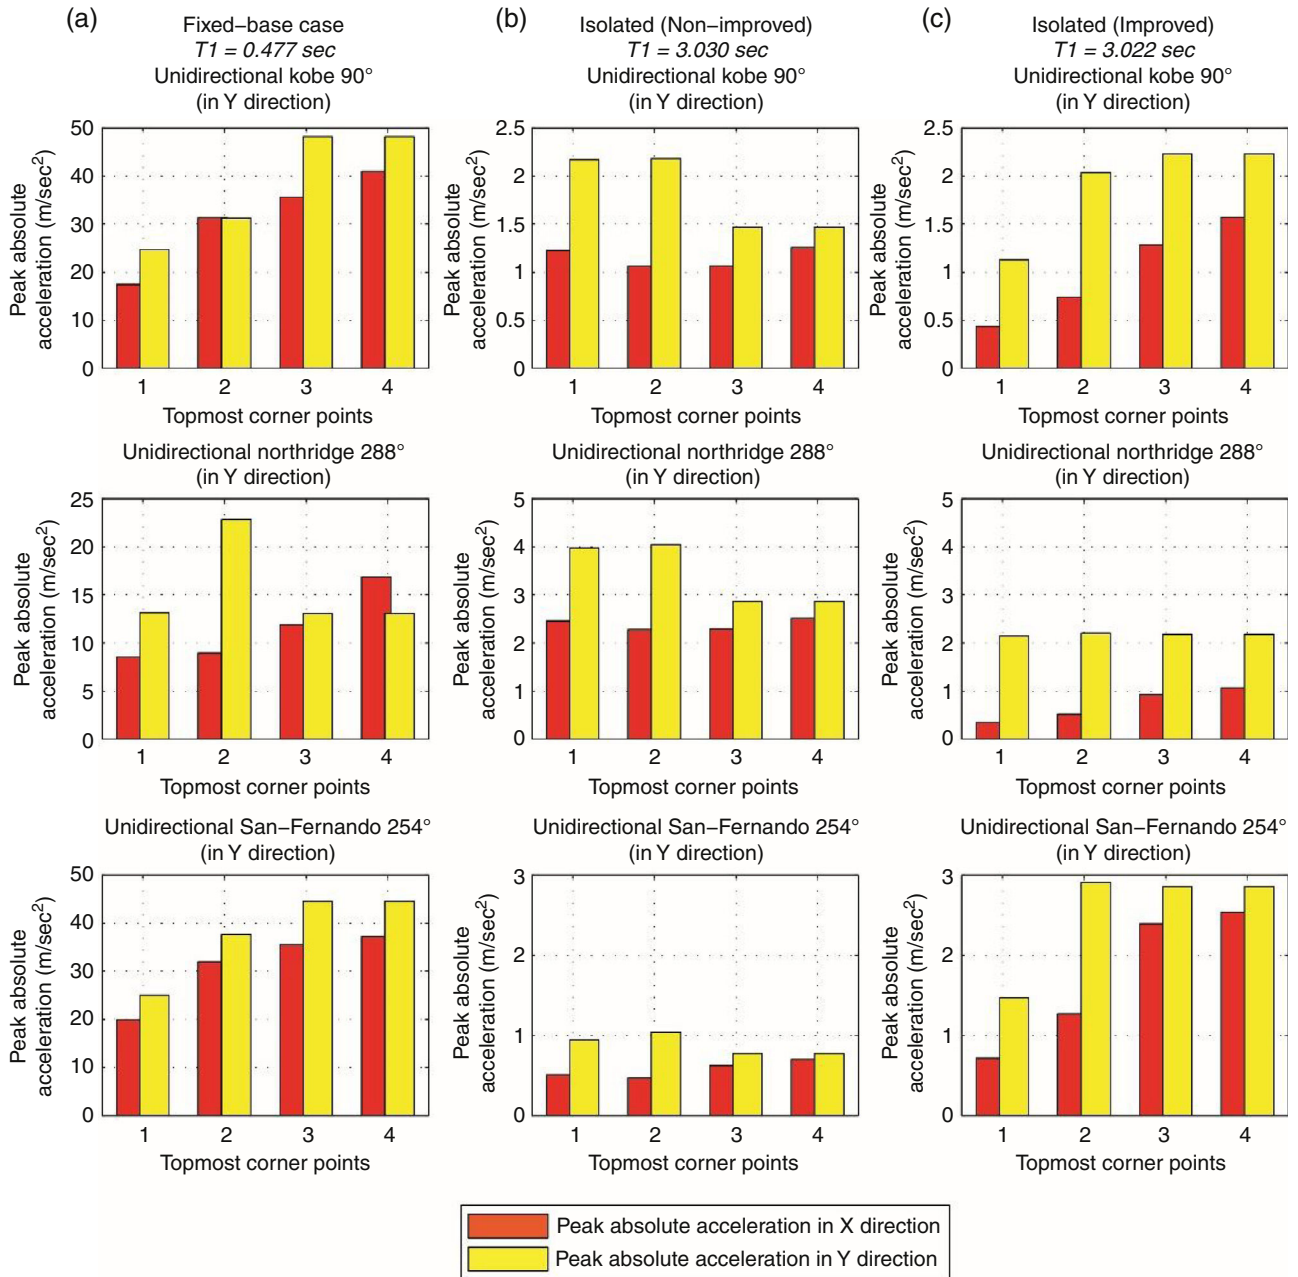 (a)
Fixed-base case
T1 = 0.477 sec
Unidirectional kobe 90°
(in Y direction)
Peak absolute
acceleration (m/sec²)
50
40
30
20
10
0
1 2 3 4
Topmost corner points
(b)
Isolated (Non-improved)
T1 = 3.030 sec
Unidirectional kobe 90°
(in Y direction)
Peak absolute
acceleration (m/sec²)
2.5
2
1.5
1
0.5
0
1 2 3 4
Topmost corner points
(c)
Isolated (Improved)
T1 = 3.022 sec
Unidirectional kobe 90°
(in Y direction)
Peak absolute
acceleration (m/sec²)
2.5
2
1.5
1
0.5
0
1 2 3 4
Topmost corner points
Unidirectional northridge 288°
(in Y direction)
Peak absolute
acceleration (m/sec²)
25
20
15
10
5
0
1 2 3 4
Topmost corner points
Unidirectional northridge 288°
(in Y direction)
Peak absolute
acceleration (m/sec²)
5
4
3
2
1
0
1 2 3 4
Topmost corner points
Unidirectional northridge 288°
(in Y direction)
Peak absolute
acceleration (m/sec²)
5
4
3
2
1
0
1 2 3 4
Topmost corner points
Unidirectional San-Fernando 254°
(in Y direction)
Peak absolute
acceleration (m/sec²)
50
40
30
20
10
0
1 2 3 4
Topmost corner points
Unidirectional San-Fernando 254°
(in Y direction)
Peak absolute
acceleration (m/sec²)
3
2
1
0
1 2 3 4
Topmost corner points
Unidirectional San-Fernando 254°
(in Y direction)
Peak absolute
acceleration (m/sec²)
3
2
1
0
1 2 3 4
Topmost corner points
Peak absolute acceleration in X direction
Peak absolute acceleration in Y direction